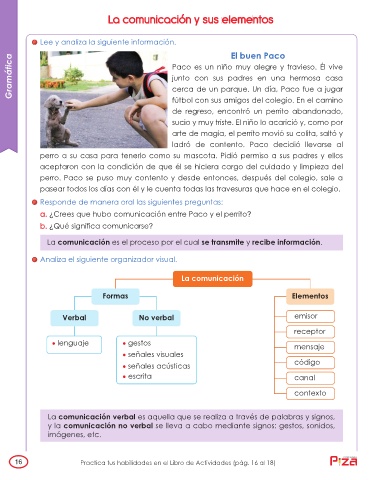 La comunicación y sus elementos
Gramática
Lee y analiza la siguiente información.
El buen Paco
Paco es un niño muy alegre y travieso. Él vive
junto con sus padres en una hermosa casa
cerca de un parque. Un día, Paco fue a jugar
fútbol con sus amigos del colegio. En el camino
de regreso, encontró un perrito abandonado,
sucio y muy triste. El niño lo acarició y, como por
arte de magia, el perrito movió su colita, saltó y
ladró de contento. Paco decidió llevarse al
perro a su casa para tenerlo como su mascota. Pidió permiso a sus padres y ellos
aceptaron con la condición de que él se hiciera cargo del cuidado y limpieza del
perro. Paco se puso muy contento y desde entonces, después del colegio, sale a
pasear todos los días con él y le cuenta todas las travesuras que hace en el colegio.
Responde de manera oral las siguientes preguntas:
a. ¿Crees que hubo comunicación entre Paco y el perrito?
b. ¿Qué significa comunicarse?
La comunicación es el proceso por el cual se transmite y recibe información.
Analiza el siguiente organizador visual.
La comunicación
Formas
Elementos
Verbal
No verbal
• lenguaje
• gestos
• señales visuales
• señales acústicas
• escrita
emisor
receptor
mensaje
código
canal
contexto
La comunicación verbal es aquella que se realiza a través de palabras y signos,
y la comunicación no verbal se lleva a cabo mediante signos: gestos, sonidos,
imágenes, etc.
16
Practica tus habilidades en el Libro de Actividades (pág. 16 al 18)